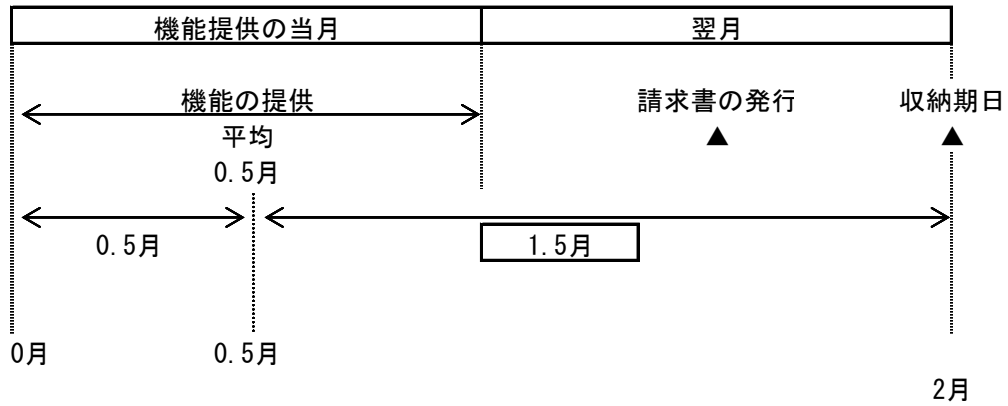 機能提供の当月 翌月
機能の提供 請求書の発行 収納期日
平均 ▲ ▲
0.5月
0.5月 1.5月
0月 0.5月
2月